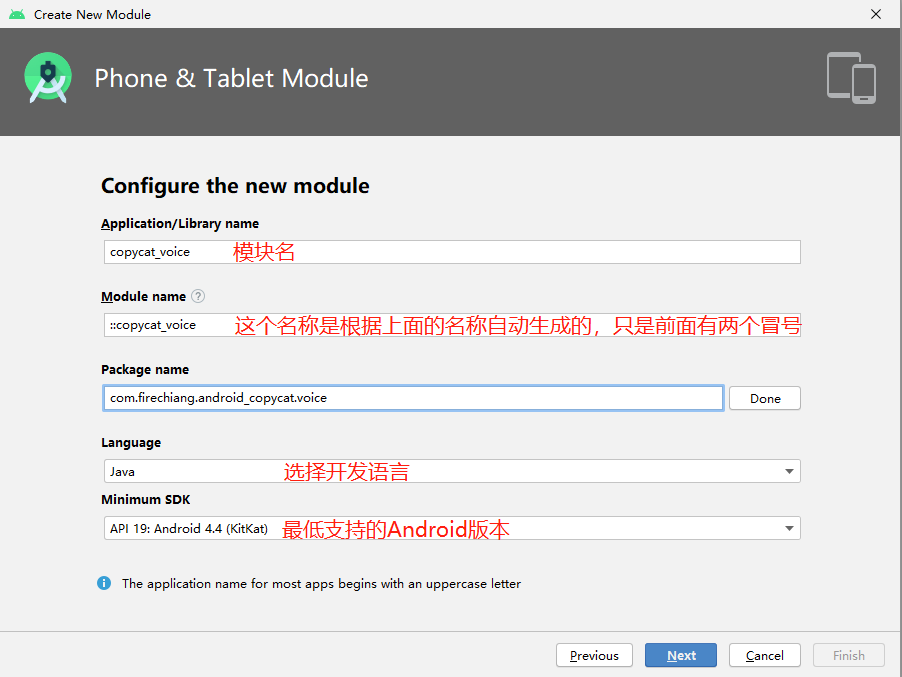 Create New Module
Phone & Tablet Module
Configure the new module
Application/Library name
copycat_voice 模块名
Module name ?
::copycat_voice 这个名称是根据上面的名称自动生成的，只是前面有两个冒号
Package name
com.firechiang.android_copycat.voice Done
Language
Java 选择开发语言
Minimum SDK
API 19: Android 4.4 (KitKat) 最低支持的Android版本
The application name for most apps begins with an uppercase letter
Previous Next Cancel Finish